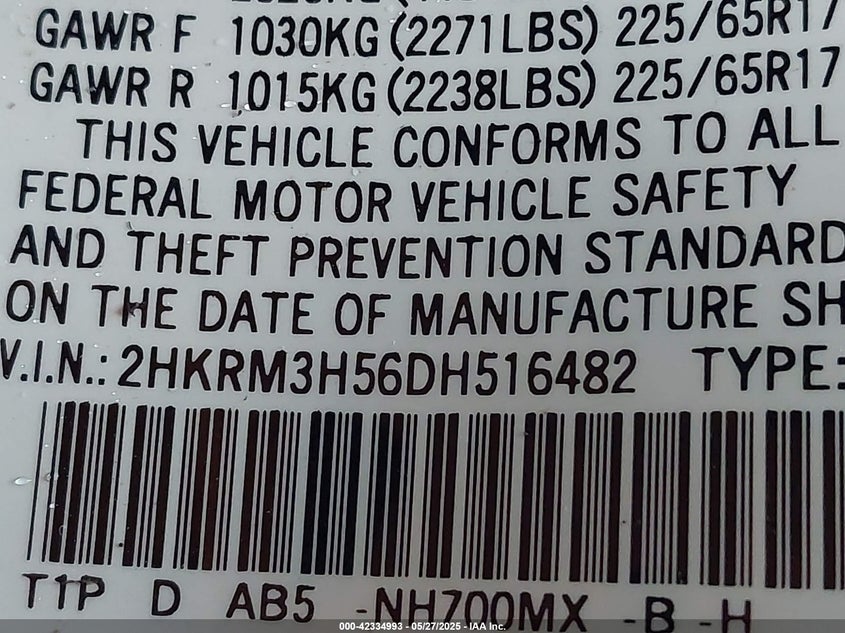 GAWR F 1030KG (2271LBS) 225/65R17
GAWR R 1015KG (2238LBS) 225/65R17
THIS VEHICLE CONFORMS TO ALL
FEDERAL MOTOR VEHICLE SAFETY
AND THEFT PREVENTION STANDARD
ON THE DATE OF MANUFACTURE SH
V.I.N.: 2HKRM3H56DH516482 TYPE:
T1P D AB5 -NH700MX -B -H
000-42334993 - 05/27/2025 - IAA Inc.